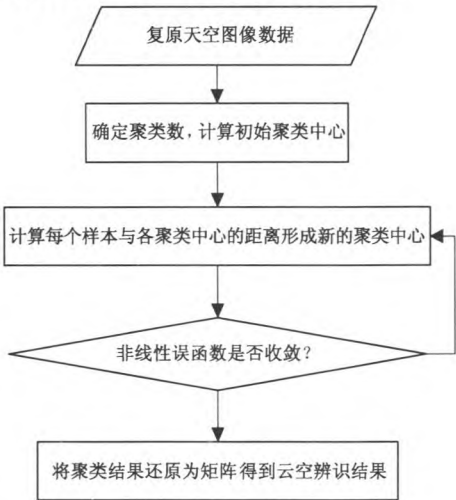 复原天空图像数据
确定聚类数,计算初始聚类中心
计算每个样本与各聚类中心的距离形成新的聚类中心
非线性误函数是否收敛?
将聚类结果还原为矩阵得到云空辨识结果